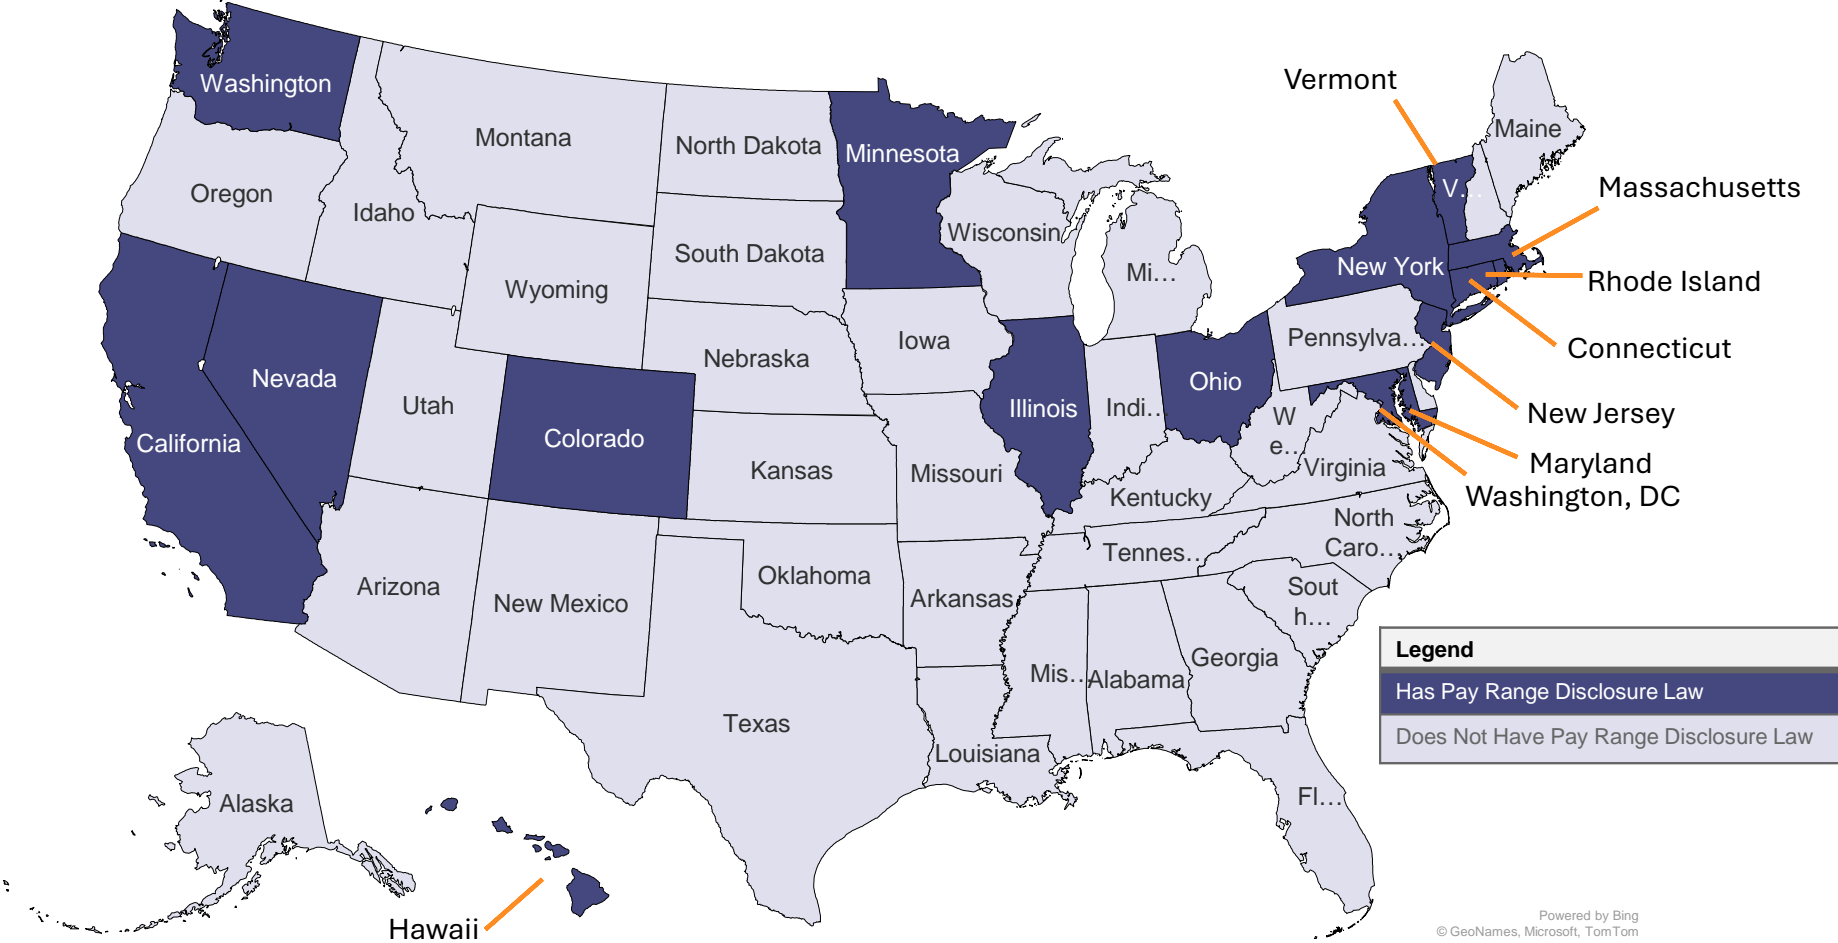 Washington
Montana
North Dakota
Minnesota
Vermont
Maine
Oregon
Idaho
V...
Massachusetts
South Dakota
Wisconsin
Mi...
New York
Rhode Island
Wyoming
Iowa
Pennsylva...
Connecticut
Nebraska
Nevada
Utah
Ohio
Illinois
Indi...
W
e...
New Jersey
California
Colorado
Kansas
Missouri
Virginia
Maryland
Kentucky
Washington, DC
North
Caro...
Tennes...
Arizona
New Mexico
Oklahoma
Arkansas
Sout
h...
Georgia
Mis...
Alabama
Legend
Has Pay Range Disclosure Law
Does Not Have Pay Range Disclosure Law
Texas
Louisiana
Fl...
Alaska
Hawaii
Powered by Bing
© GeoNames, Microsoft, TomTom